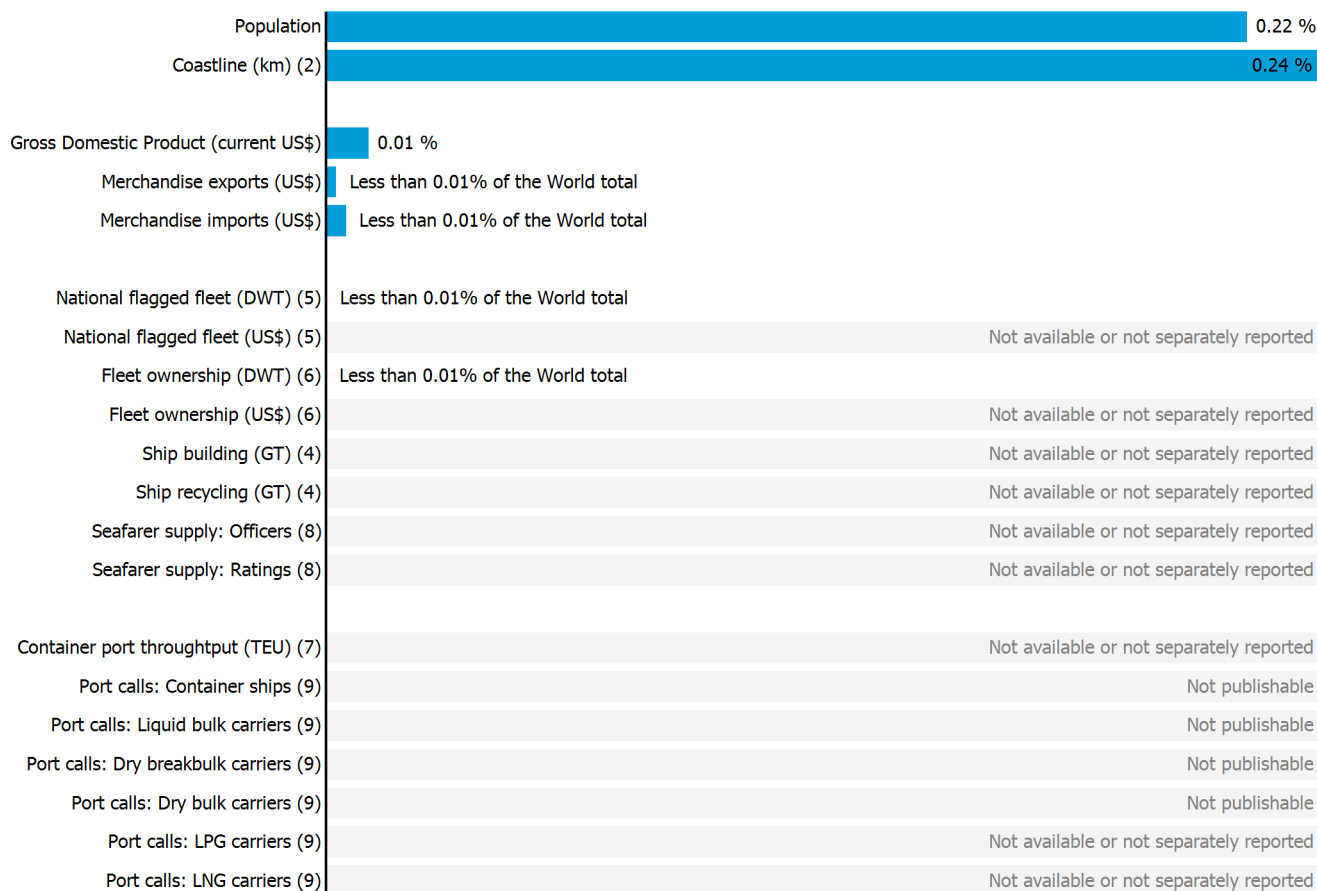 Population 0.22 %
Coastline (km) (2) 0.24 %
Gross Domestic Product (current US$) 0.01 %
Merchandise exports (US$) Less than 0.01% of the World total
Merchandise imports (US$) Less than 0.01% of the World total
National flagged fleet (DWT) (5) Less than 0.01% of the World total
National flagged fleet (US$) (5) Not available or not separately reported
Fleet ownership (DWT) (6) Less than 0.01% of the World total
Fleet ownership (US$) (6) Not available or not separately reported
Ship building (GT) (4) Not available or not separately reported
Ship recycling (GT) (4) Not available or not separately reported
Seafarer supply: Officers (8) Not available or not separately reported
Seafarer supply: Ratings (8) Not available or not separately reported
Container port throughtput (TEU) (7) Not available or not separately reported
Port calls: Container ships (9) Not publishable
Port calls: Liquid bulk carriers (9) Not publishable
Port calls: Dry breakbulk carriers (9) Not publishable
Port calls: Dry bulk carriers (9) Not publishable
Port calls: LPG carriers (9) Not available or not separately reported
Port calls: LNG carriers (9) Not available or not separately reported